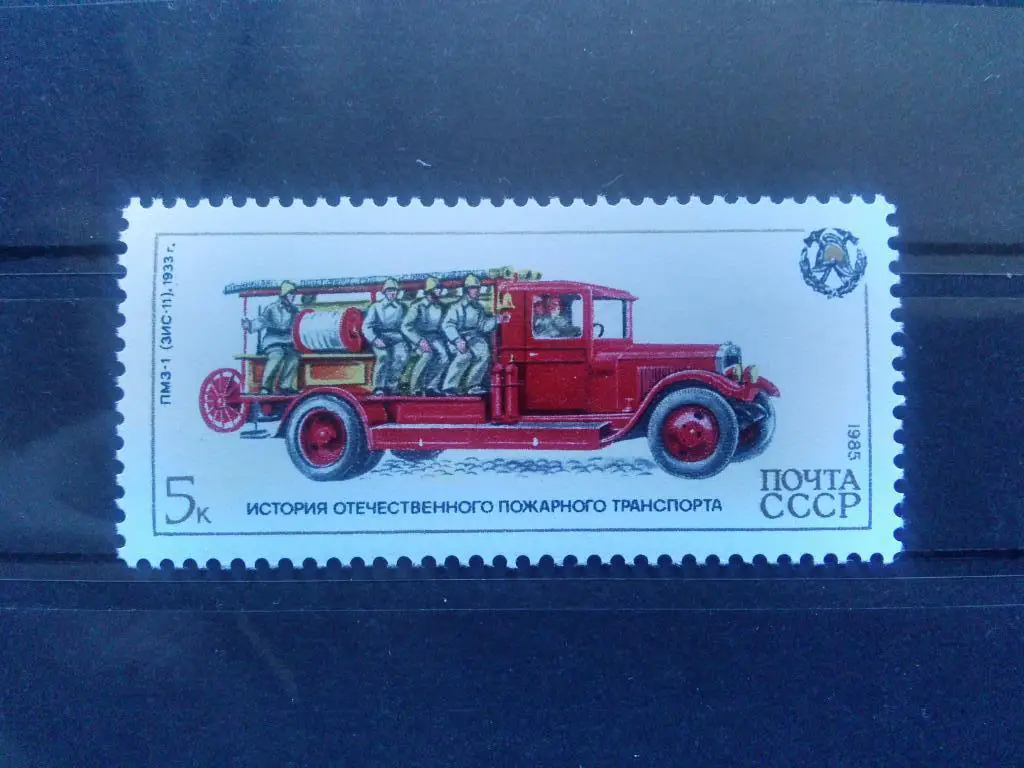 ПМЗ-1 (ЗИС-11), 1933 г.
1985
5к
ИСТОРИЯ ОТЕЧЕСТВЕННОГО ПОЖАРНОГО ТРАНСПОРТА
ПОЧТА
СССР